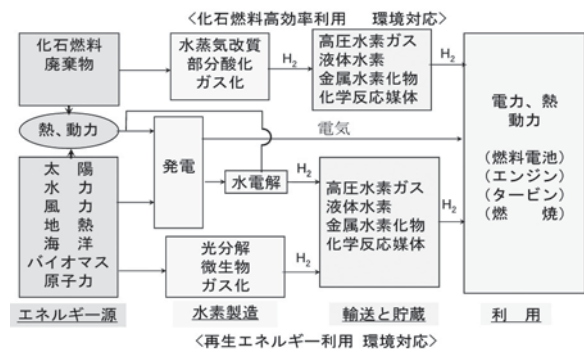 <化石燃料高効率利用 環境対応>
化石燃料
廃棄物
水蒸気改質
部分酸化
ガス化
H2
高圧水素ガス
液体水素
金属水素化物
化学反応媒体
H2
熱、動力
発電
電気
水電解
H2
太 陽
水 力
風 力
地 熱
海 洋
バイオマス
原子力
光分解
微生物
ガス化
H2
高圧水素ガス
液体水素
金属水素化物
化学反応媒体
H2
電力、熱
動力
(燃料電池)
(エンジン)
(タービン)
(燃 焼)
エネルギー源
水素製造
輸送と貯蔵
利 用
<再生エネルギー利用 環境対応>